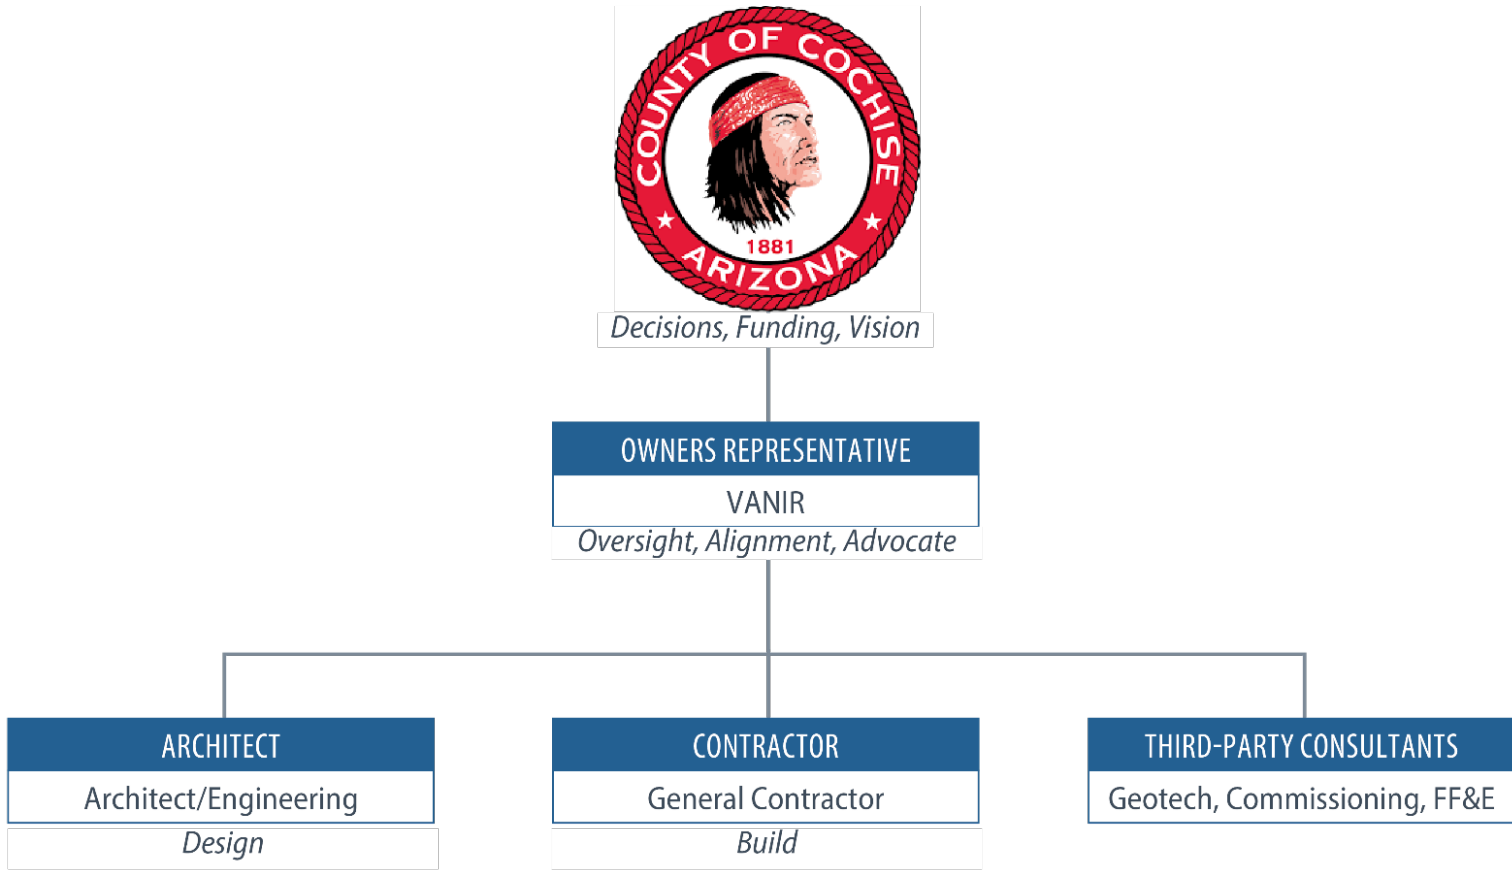 COUNTY OF COCHISE
1881
ARIZONA
Decisions, Funding, Vision
OWNERS REPRESENTATIVE
VANIR
Oversight, Alignment, Advocate
ARCHITECT
Architect/Engineering
Design
CONTRACTOR
General Contractor
Build
THIRD-PARTY CONSULTANTS
Geotech, Commissioning, FF&E